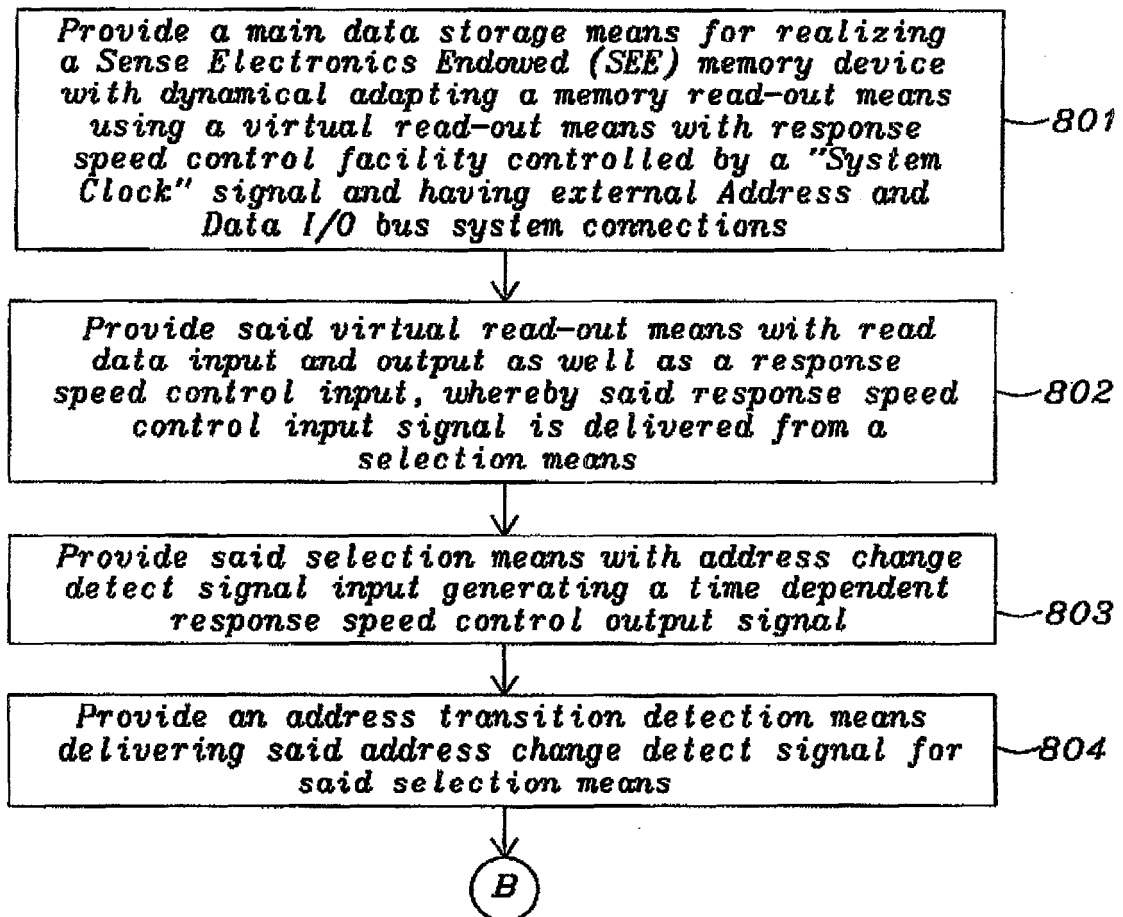 Provide a main data storage means for realizing
a Sense Electronics Endowed (SEE) memory device
with dynamical adapting a memory read-out means
using a virtual read-out means with response
speed control facility controlled by a "System
Clock" signal and having external Address and
Data I/O bus system connections
801
Provide said virtual read-out means with read
data input and output as well as a response
speed control input, whereby said response speed
control input signal is delivered from a
selection means
802
Provide said selection means with address change
detect signal input generating a time dependent
response speed control output signal
803
Provide an address transition detection means
delivering said address change detect signal for
said selection means
804
B